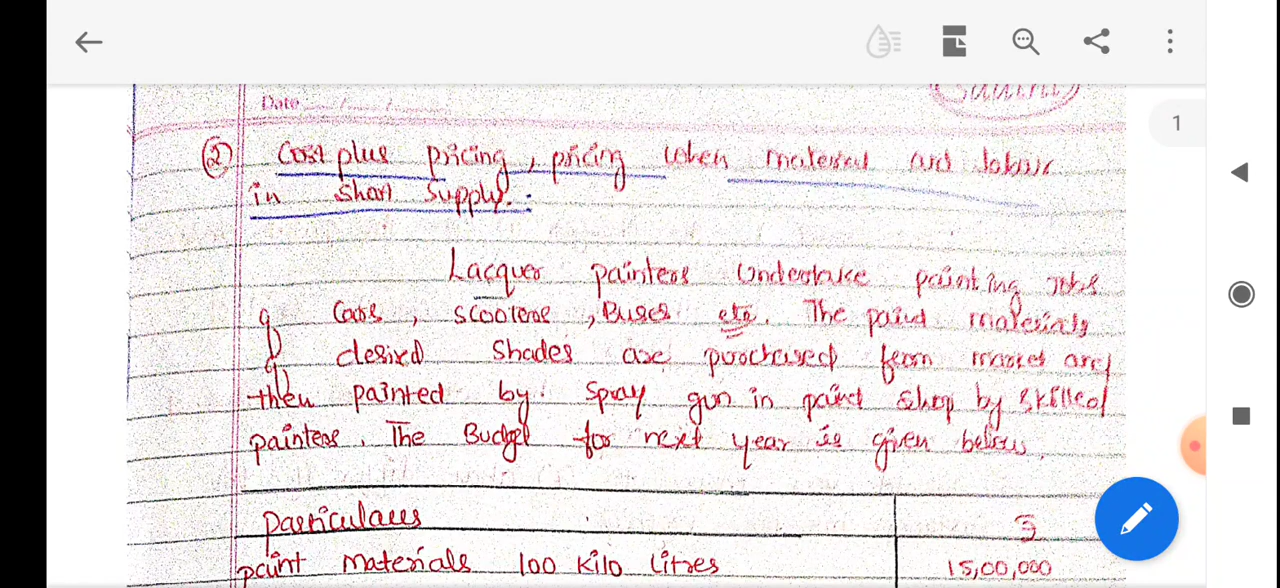 1
Date
② Cost plus pricing, pricing when material and labour
in short supply.
Lacquer painters undertake painting Jobs
of Cars, scooters, Buses etc. The paint materials
of desired shades are purchased from market and
then painted by spray gun in paint shop by skilled
painters. The Budget for next year is given below.
particulars
paint materials 100 Kilo litres 15,00,000